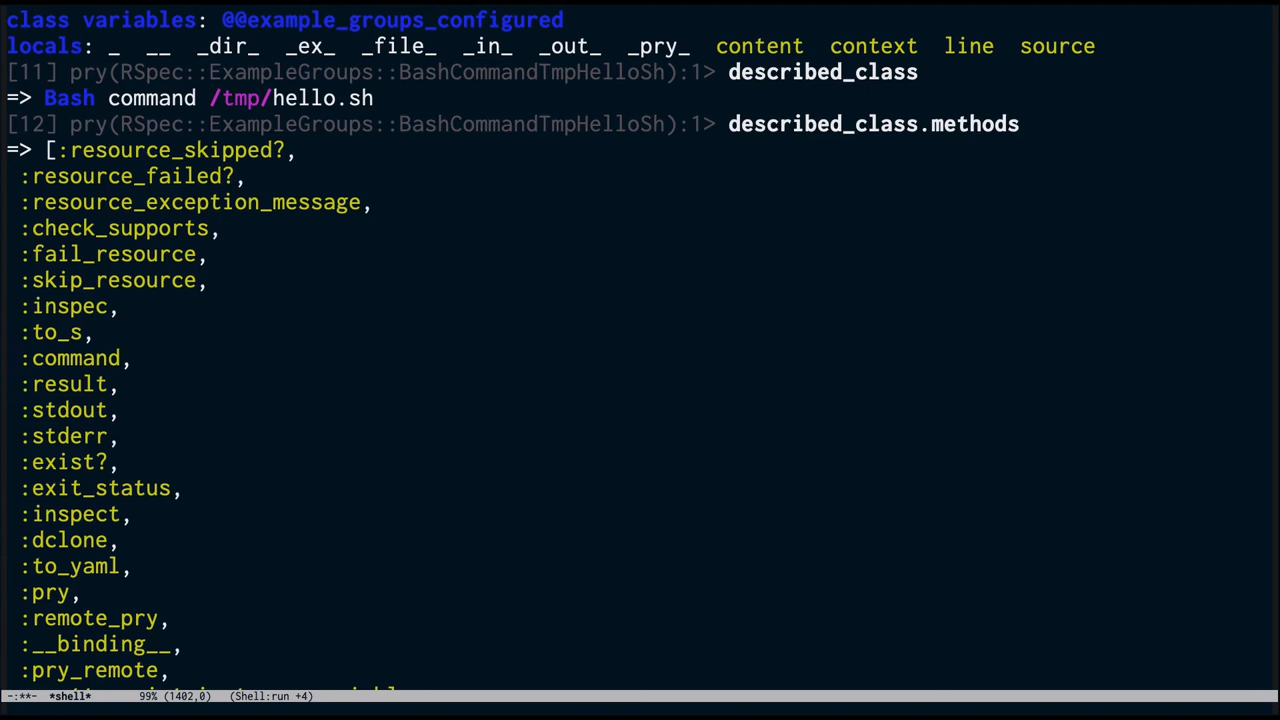 class variables: @@example_groups_configured
locals: _ __ _dir_ _ex_ _file_ _in_ _out_ _pry_ content context line source
[11] pry(RSpec::ExampleGroups::BashCommandTmpHelloSh):1> described_class
=> Bash command /tmp/hello.sh
[12] pry(RSpec::ExampleGroups::BashCommandTmpHelloSh):1> described_class.methods
=> [:resource_skipped?,
:resource_failed?,
:resource_exception_message,
:check_supports,
:fail_resource,
:skip_resource,
:inspec,
:to_s,
:command,
:result,
:stdout,
:stderr,
:exist?,
:exit_status,
:inspect,
:dclone,
:to_yaml,
:pry,
:remote_pry,
:__binding__,
:pry_remote,
-:**- *shell* 99% (1402,0) (Shell:run +4)